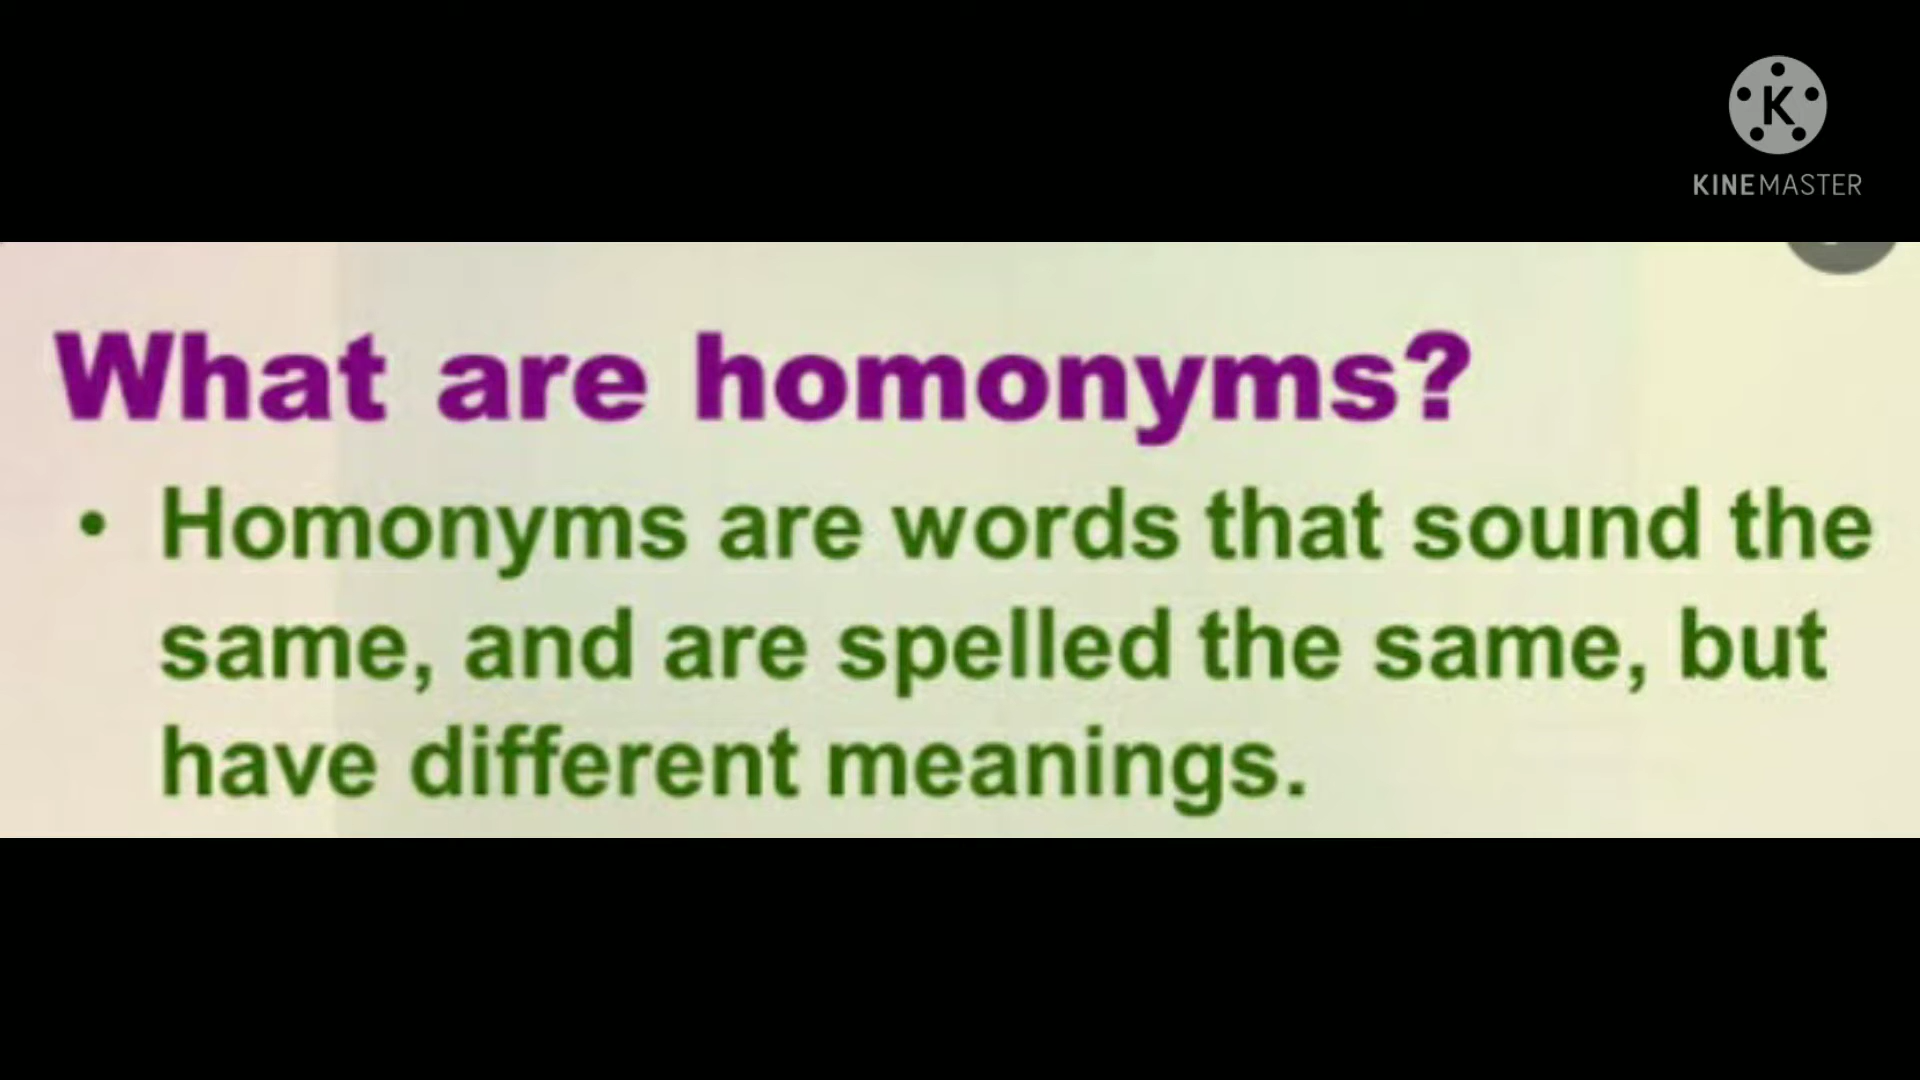 K
KINEMASTER
What are homonyms?
• Homonyms are words that sound the
same, and are spelled the same, but
have different meanings.